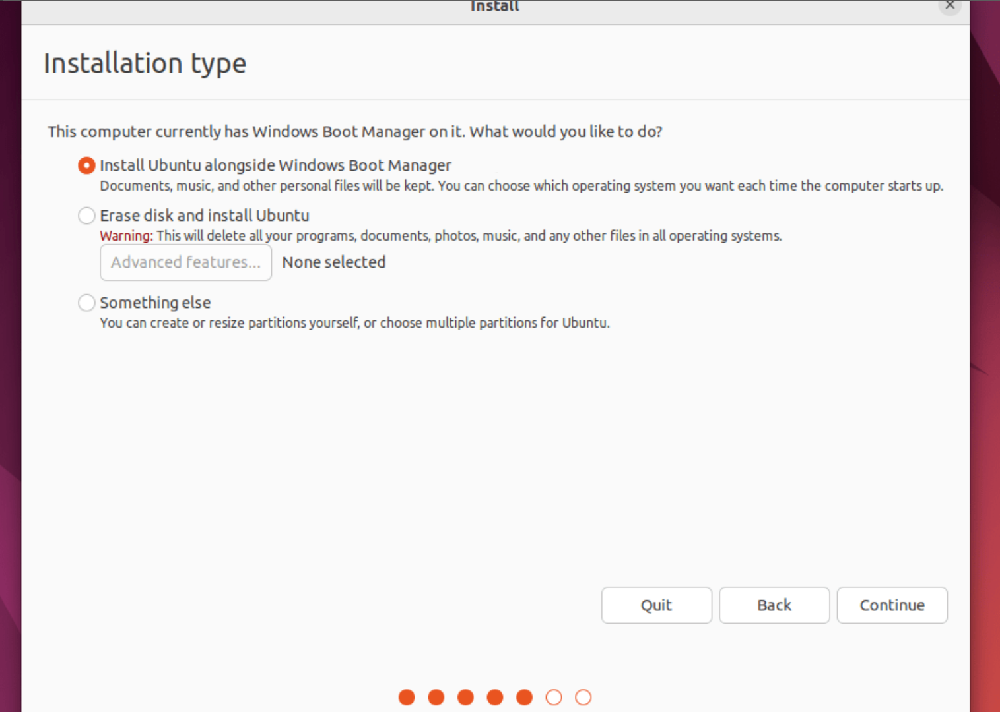 Install
Installation type
This computer currently has Windows Boot Manager on it. What would you like to do?
Install Ubuntu alongside Windows Boot Manager
Documents, music, and other personal files will be kept. You can choose which operating system you want each time the computer starts up.
Erase disk and install Ubuntu
Warning: This will delete all your programs, documents, photos, music, and any other files in all operating systems.
Advanced features... None selected
Something else
You can create or resize partitions yourself, or choose multiple partitions for Ubuntu.
Quit Back Continue